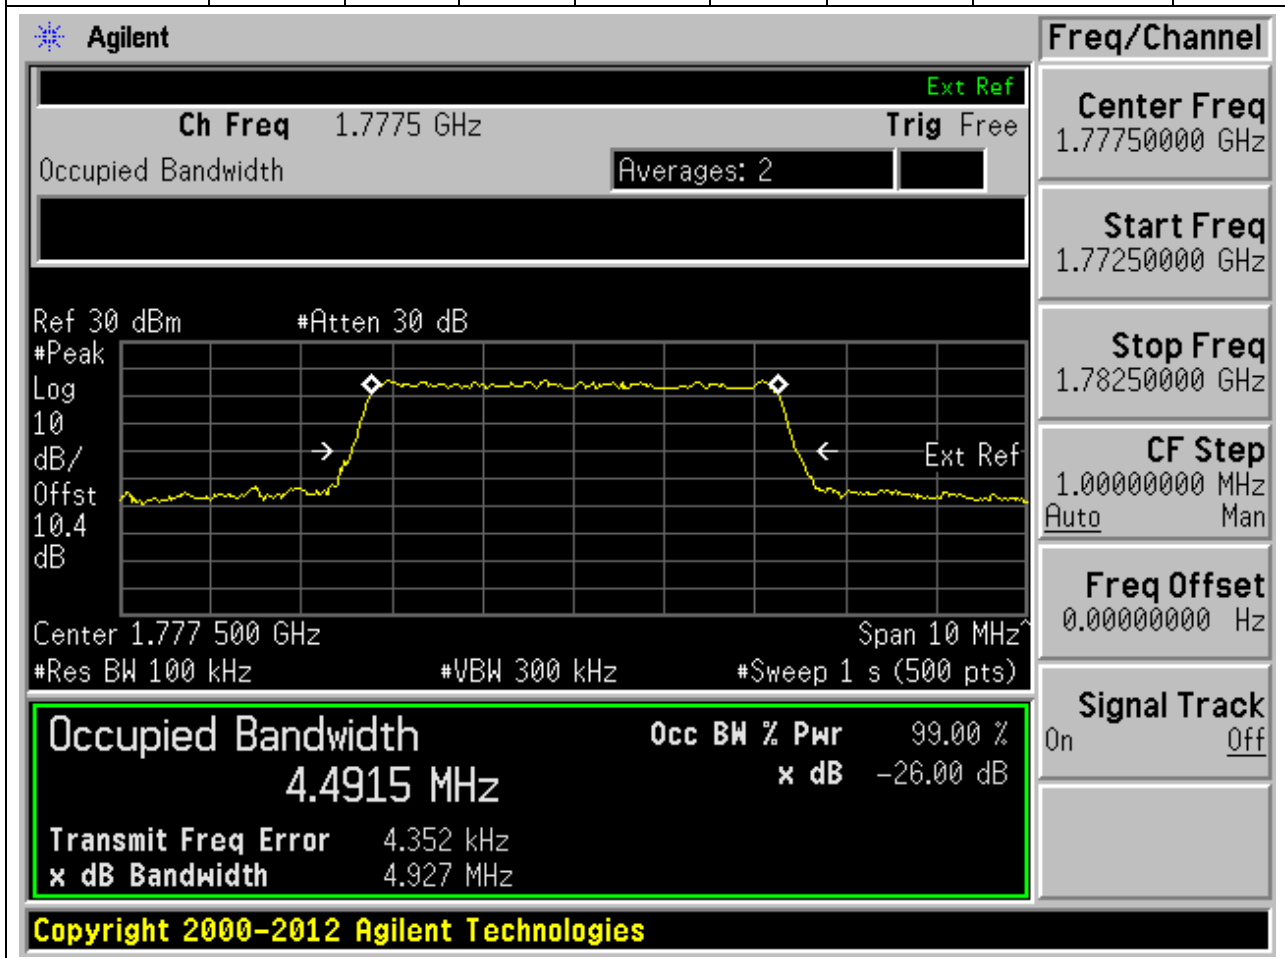 Agilent
Freq/Channel
Ext Ref
Ch Freq 1.7775 GHz
Trig Free
Occupied Bandwidth
Averages: 2
Center Freq
1.77750000 GHz
Start Freq
1.77250000 GHz
Stop Freq
1.78250000 GHz
CF Step
1.00000000 MHz
Auto Man
Freq Offset
0.00000000 Hz
Signal Track
On Off
Ref 30 dBm #Atten 30 dB
#Peak
Log
10
dB/
Offst
10.4
dB
Ext Ref
Center 1.777 500 GHz Span 10 MHz^
#Res BW 100 kHz #VBW 300 kHz #Sweep 1 s (500 pts)
Occupied Bandwidth
4.4915 MHz
Occ BW % Pwr 99.00 %
x dB -26.00 dB
Transmit Freq Error 4.352 kHz
x dB Bandwidth 4.927 MHz
Copyright 2000-2012 Agilent Technologies